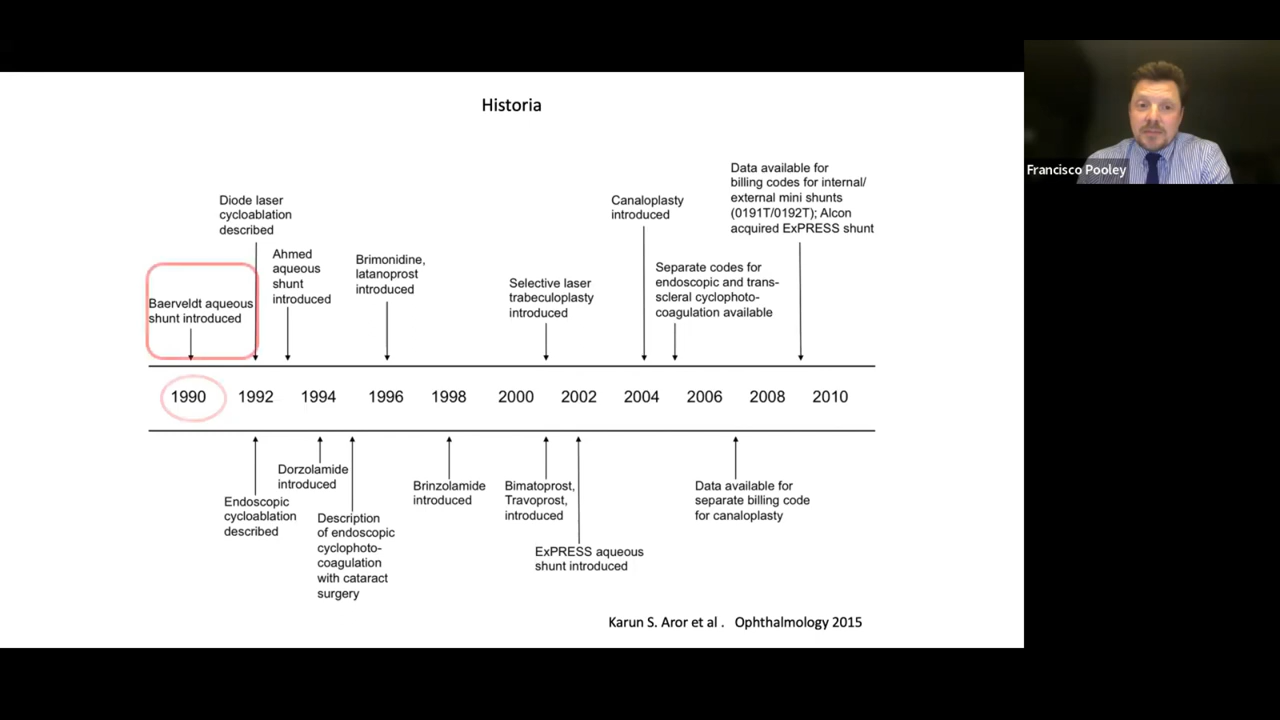 Historia
Francisco Pooley
Diode laser
cycloablation
described
Ahmed
aqueous
shunt
introduced
Baerveldt aqueous
shunt introduced
Brimonidine,
latanoprost
introduced
Selective laser
trabeculoplasty
introduced
Canaloplasty
introduced
Separate codes for
endoscopic and trans-
scleral cyclophoto-
coagulation available
Data available for
billing codes for internal/
external mini shunts
(0191T/0192T); Alcon
acquired ExPRESS shunt
1990 1992 1994 1996 1998 2000 2002 2004 2006 2008 2010
Endoscopic
cycloablation
described
Dorzolamide
introduced
Description
of endoscopic
cyclophoto-
coagulation
with cataract
surgery
Brinzolamide
introduced
Bimatoprost,
Travoprost,
introduced
ExPRESS aqueous
shunt introduced
Data available for
separate billing code
for canaloplasty
Karun S. Aror et al . Ophthalmology 2015